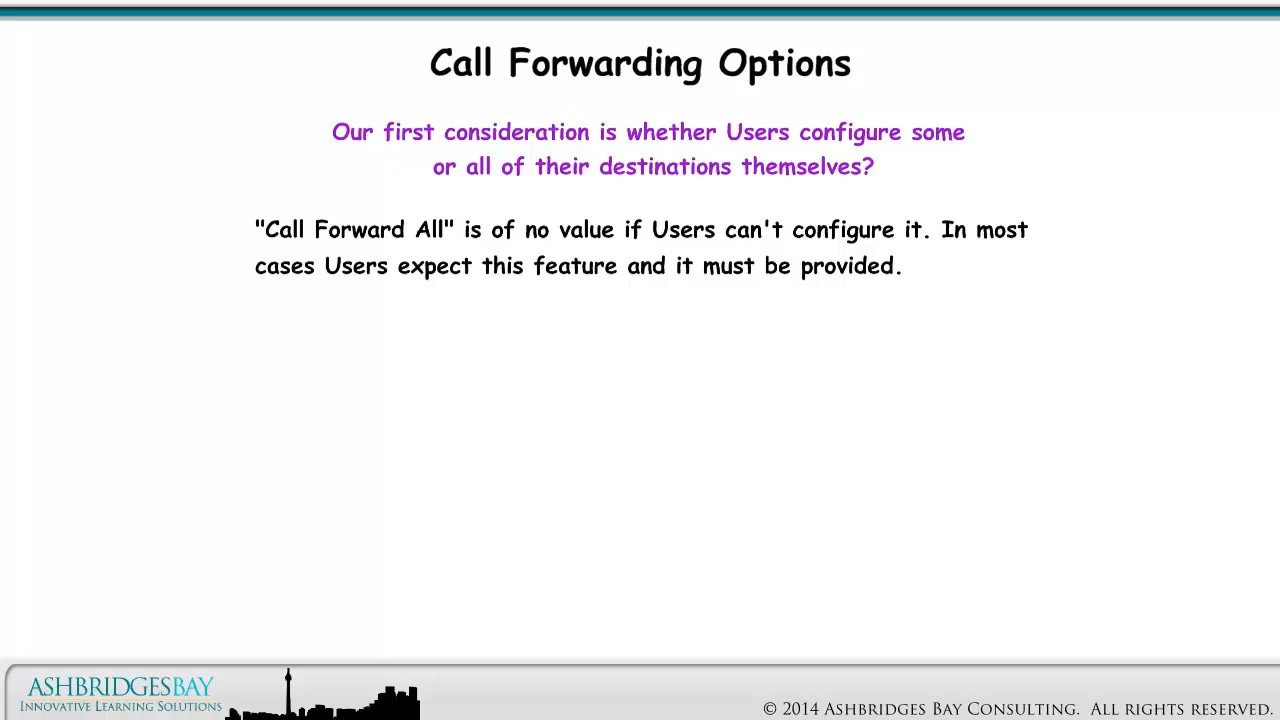 Call Forwarding Options
Our first consideration is whether Users configure some
or all of their destinations themselves?
"Call Forward All" is of no value if Users can't configure it. In most
cases Users expect this feature and it must be provided.
ASHBRIDGESBAY
INNOVATIVE LEARNING SOLUTIONS
© 2014 ASHBRIDGES BAY CONSULTING. ALL RIGHTS RESERVED.